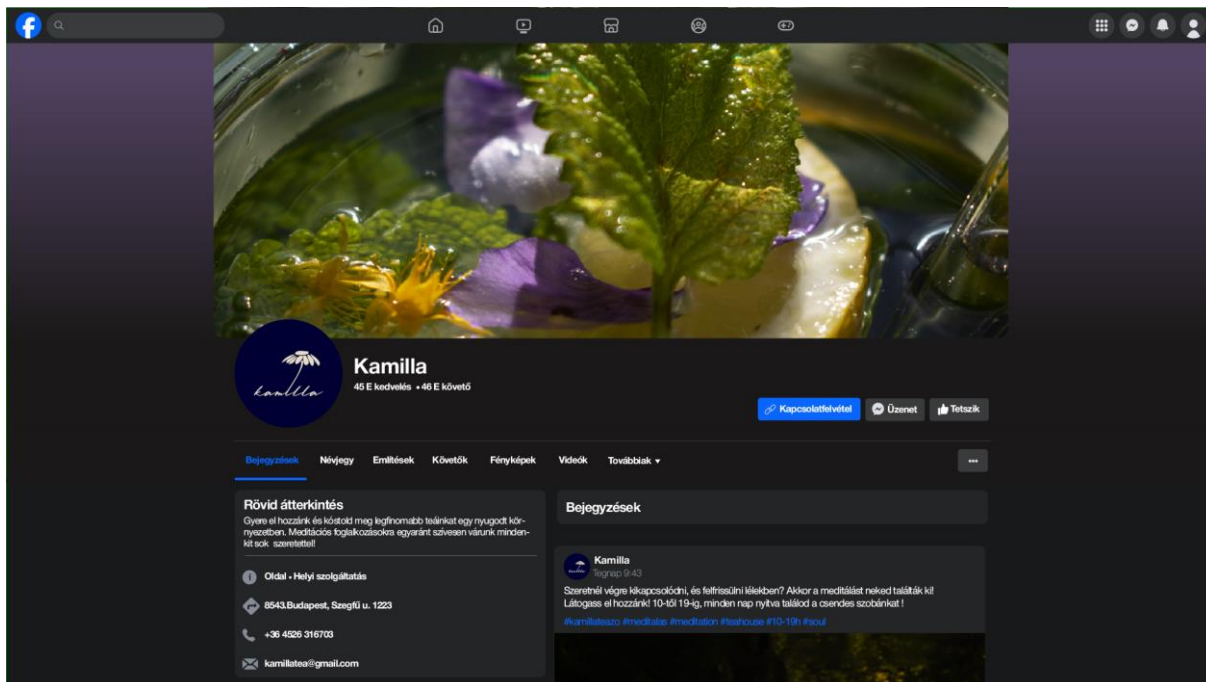 kamilla
Kamilla
45 E kedvelés • 46 E követő
Kapcsolatfelvétel
Üzenet
Tetszik
Bejegyzések
Névjegy
Említések
Követők
Fényképek
Videók
Továbbiak
Rövid átterkintés
Gyere el hozzánk és kóstold meg legfinomabb teáinkat egy nyugodt kör-
nyezetben. Meditációs foglalkozásokra egyaránt szívesen várunk minden-
kit sok szeretettel!
Oldal • Helyi szolgáltatás
8543.Budapest, Szegfű u. 1223
+36 4526 316703
kamillatea@gmail.com
Bejegyzések
Kamilla
Tegnap 9:43
Szeretnél végre kikapcsolódni, és felfrissülni lélekben? Akkor a meditálást neked találták ki!
Látogass el hozzánk! 10-től 19-ig, minden nap nyitva találod a csendes szobánkat !
#kamillateazo #meditalas #meditation #teahouse #10-19h #soul